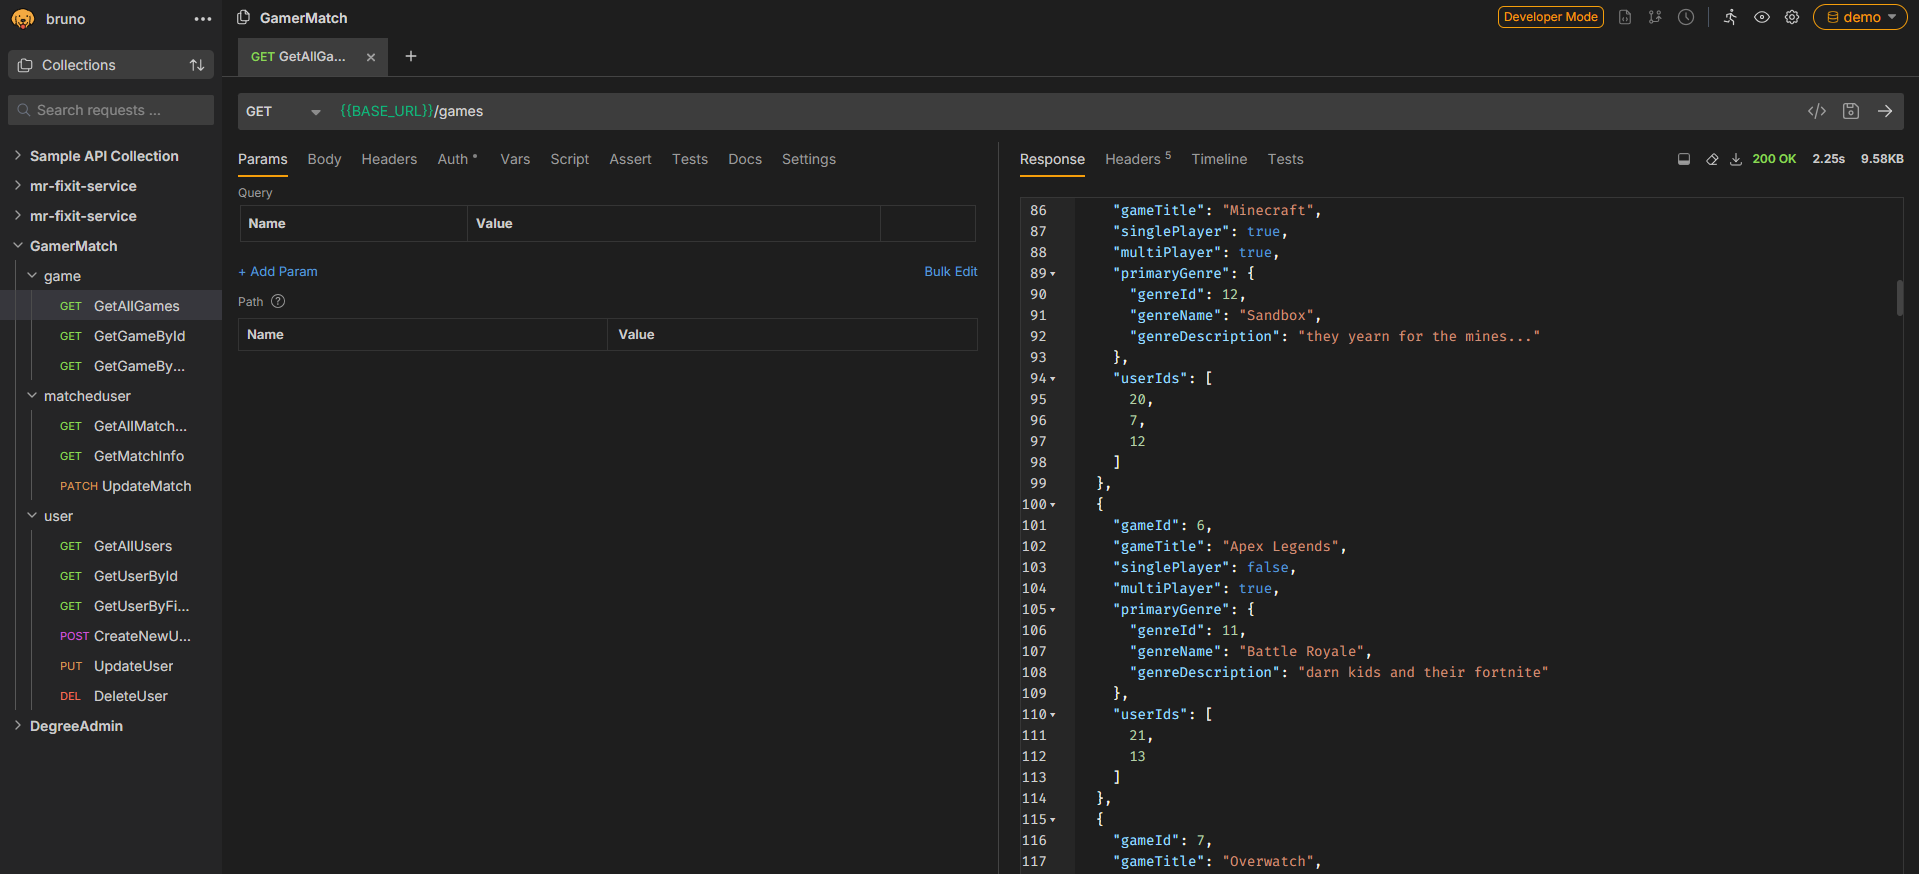 bruno
GamerMatch
Developer Mode
demo
Collections
GET GetAllGa...
Search requests ...
GET
{{BASE_URL}}/games
Sample API Collection
mr-fixit-service
mr-fixit-service
GamerMatch
game
GET GetAllGames
GET GetGameById
GET GetGameBy...
matcheduser
GET GetAllMatch...
GET GetMatchInfo
PATCH UpdateMatch
user
GET GetAllUsers
GET GetUserById
GET GetUserByFi...
POST CreateNewU...
PUT UpdateUser
DEL DeleteUser
DegreeAdmin
Params Body Headers Auth Vars Script Assert Tests Docs Settings
Query
Name Value
+ Add Param Bulk Edit
Path ?
Name Value
Response Headers 5 Timeline Tests 200 OK 2.25s 9.58KB
86 "gameTitle": "Minecraft",
87 "singlePlayer": true,
88 "multiPlayer": true,
89 "primaryGenre": {
90 "genreId": 12,
91 "genreName": "Sandbox",
92 "genreDescription": "they yearn for the mines..."
93 },
94 "userIds": [
95 20,
96 7,
97 12
98 ]
99 },
100 {
101 "gameId": 6,
102 "gameTitle": "Apex Legends",
103 "singlePlayer": false,
104 "multiPlayer": true,
105 "primaryGenre": {
106 "genreId": 11,
107 "genreName": "Battle Royale",
108 "genreDescription": "darn kids and their fortnite"
109 },
110 "userIds": [
111 21,
112 13
113 ]
114 },
115 {
116 "gameId": 7,
117 "gameTitle": "Overwatch",